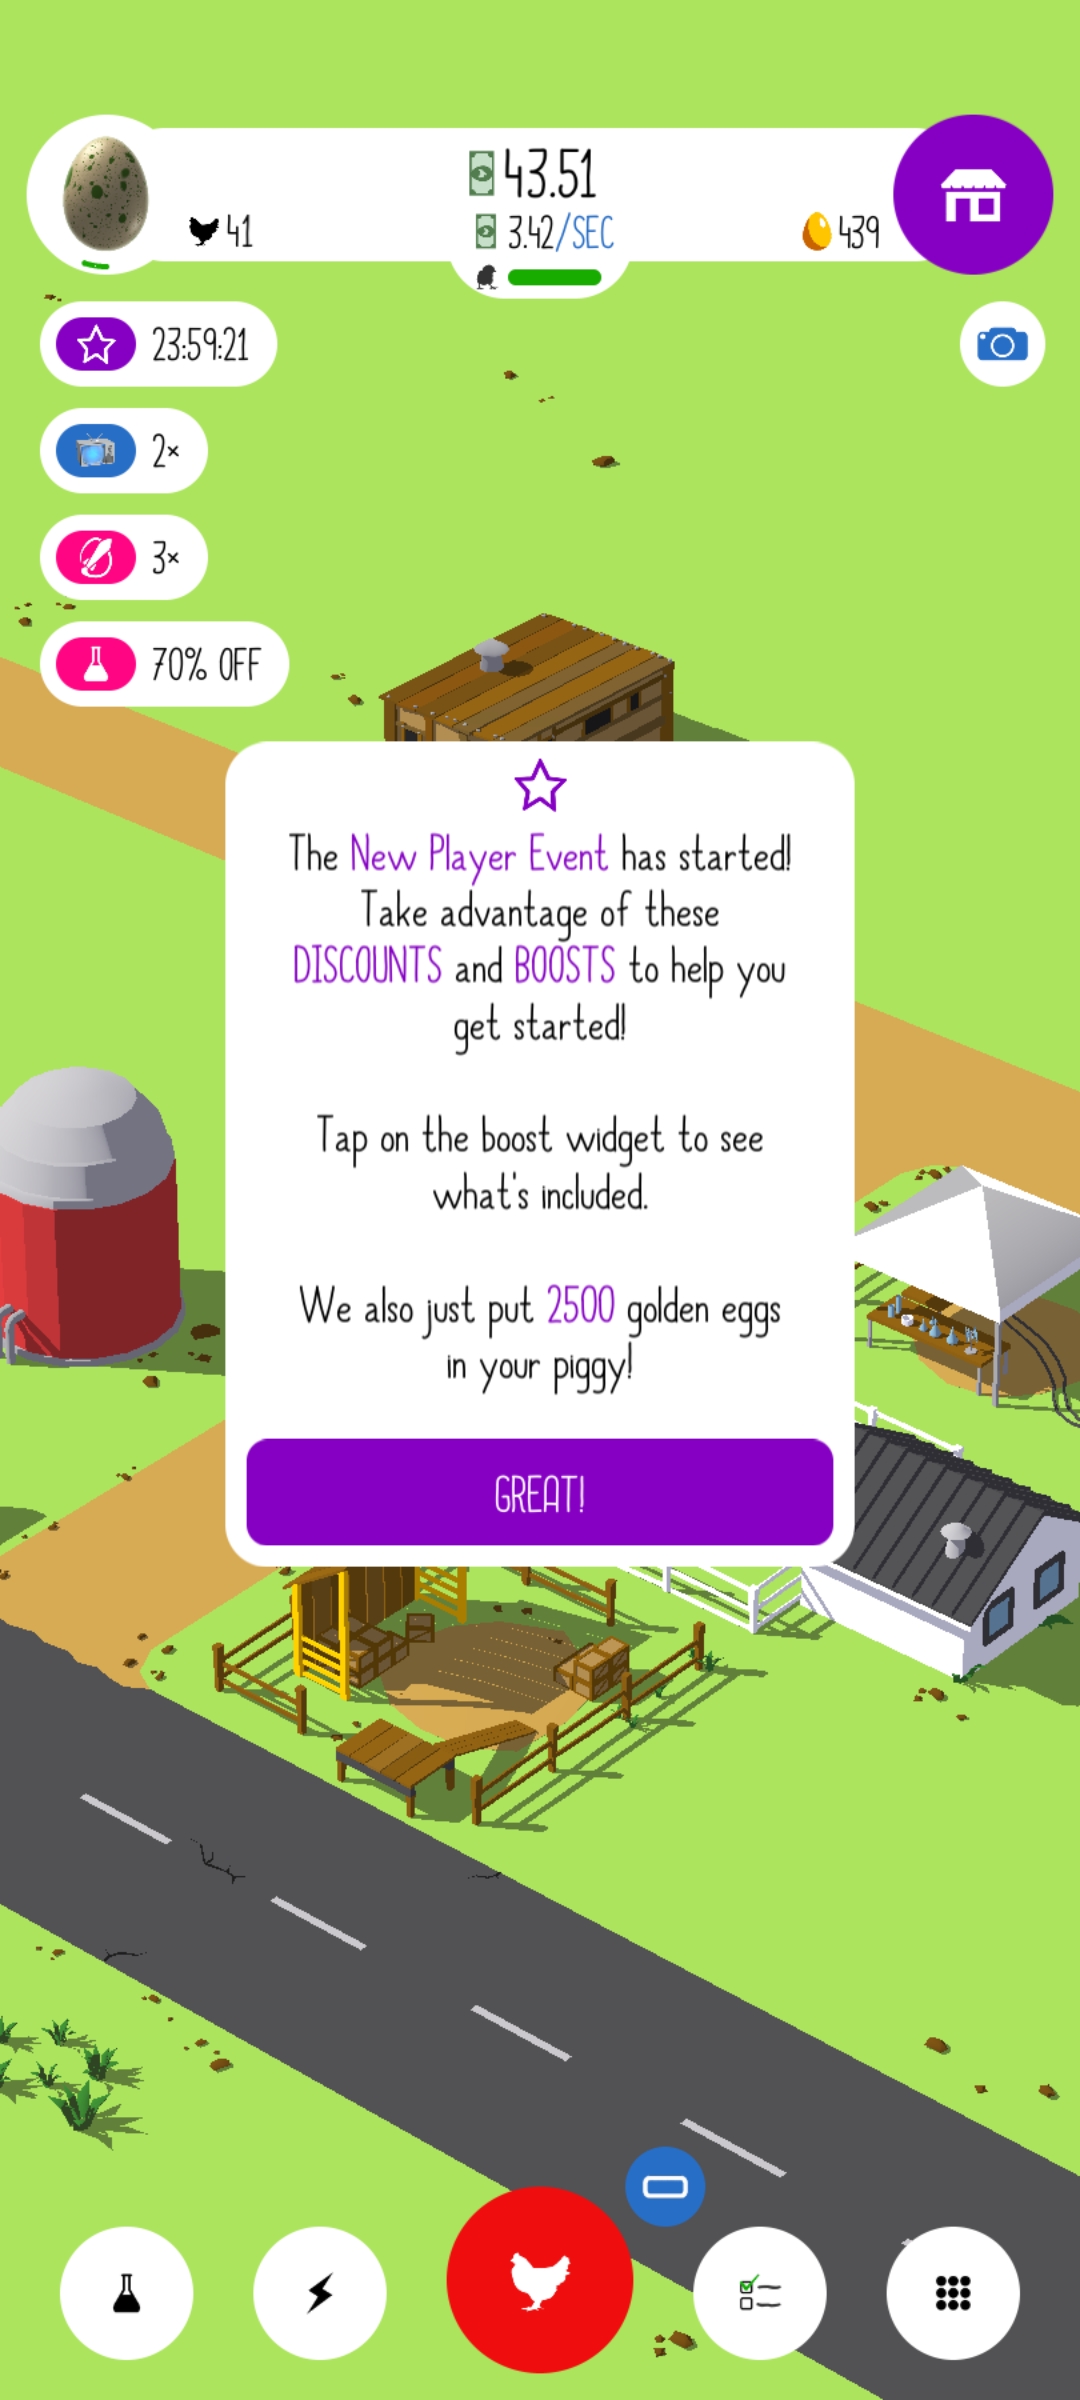 43.51
41
3.42/SEC
439
23:59:21
2×
3×
70% OFF
The New Player Event has started!
Take advantage of these
DISCOUNTS and BOOSTS to help you
get started!
Tap on the boost widget to see
what's included.
We also just put 2500 golden eggs
in your piggy!
GREAT!